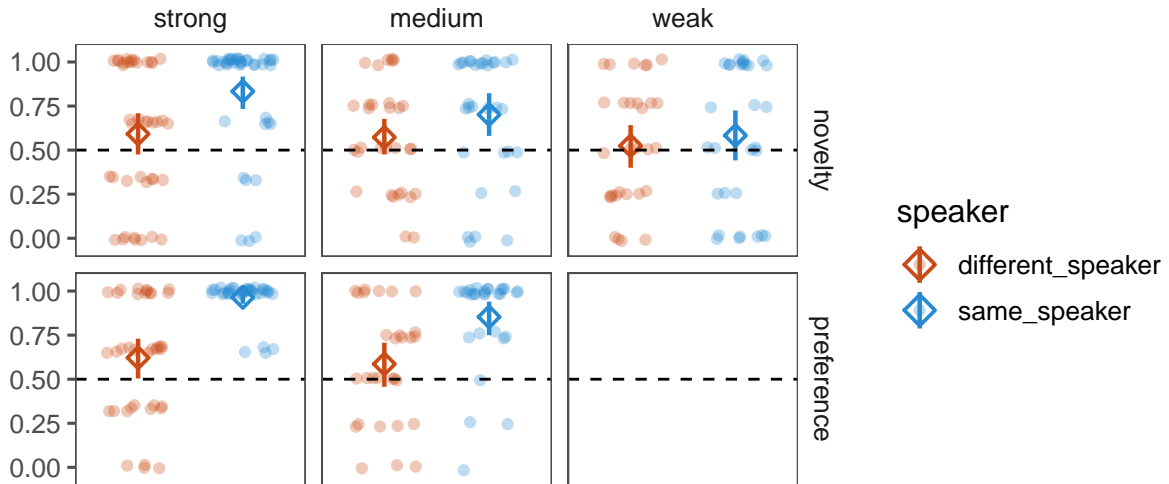 strong medium weak
1.00
0.75
0.50
0.25
0.00
novelty
1.00
0.75
0.50
0.25
0.00
preference
speaker
different_speaker
same_speaker